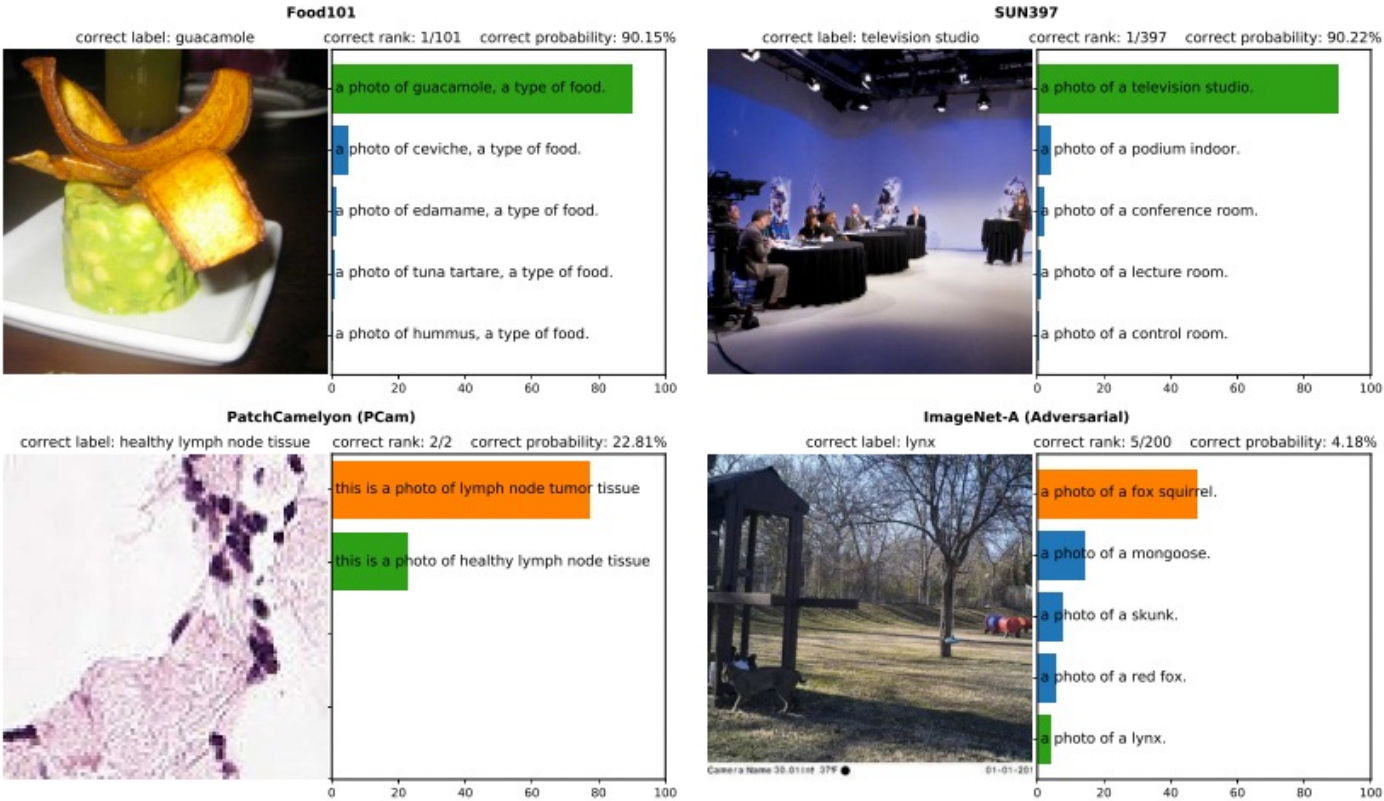 Food101
correct label: guacamole correct rank: 1/101 correct probability: 90.15%
a photo of guacamole, a type of food.
a photo of ceviche, a type of food.
a photo of edamame, a type of food.
a photo of tuna tartare, a type of food.
a photo of hummus, a type of food.
0 20 40 60 80 100
SUN397
correct label: television studio correct rank: 1/397 correct probability: 90.22%
a photo of a television studio.
a photo of a podium indoor.
a photo of a conference room.
a photo of a lecture room.
a photo of a control room.
0 20 40 60 80 100
PatchCamelyon (PCam)
correct label: healthy lymph node tissue correct rank: 2/2 correct probability: 22.81%
this is a photo of lymph node tumor tissue
this is a photo of healthy lymph node tissue
0 20 40 60 80 100
ImageNet-A (Adversarial)
correct label: lynx correct rank: 5/200 correct probability: 4.18%
a photo of a fox squirrel.
a photo of a mongoose.
a photo of a skunk.
a photo of a red fox.
a photo of a lynx.
Camera Name 37°F 01-01-201
0 20 40 60 80 100